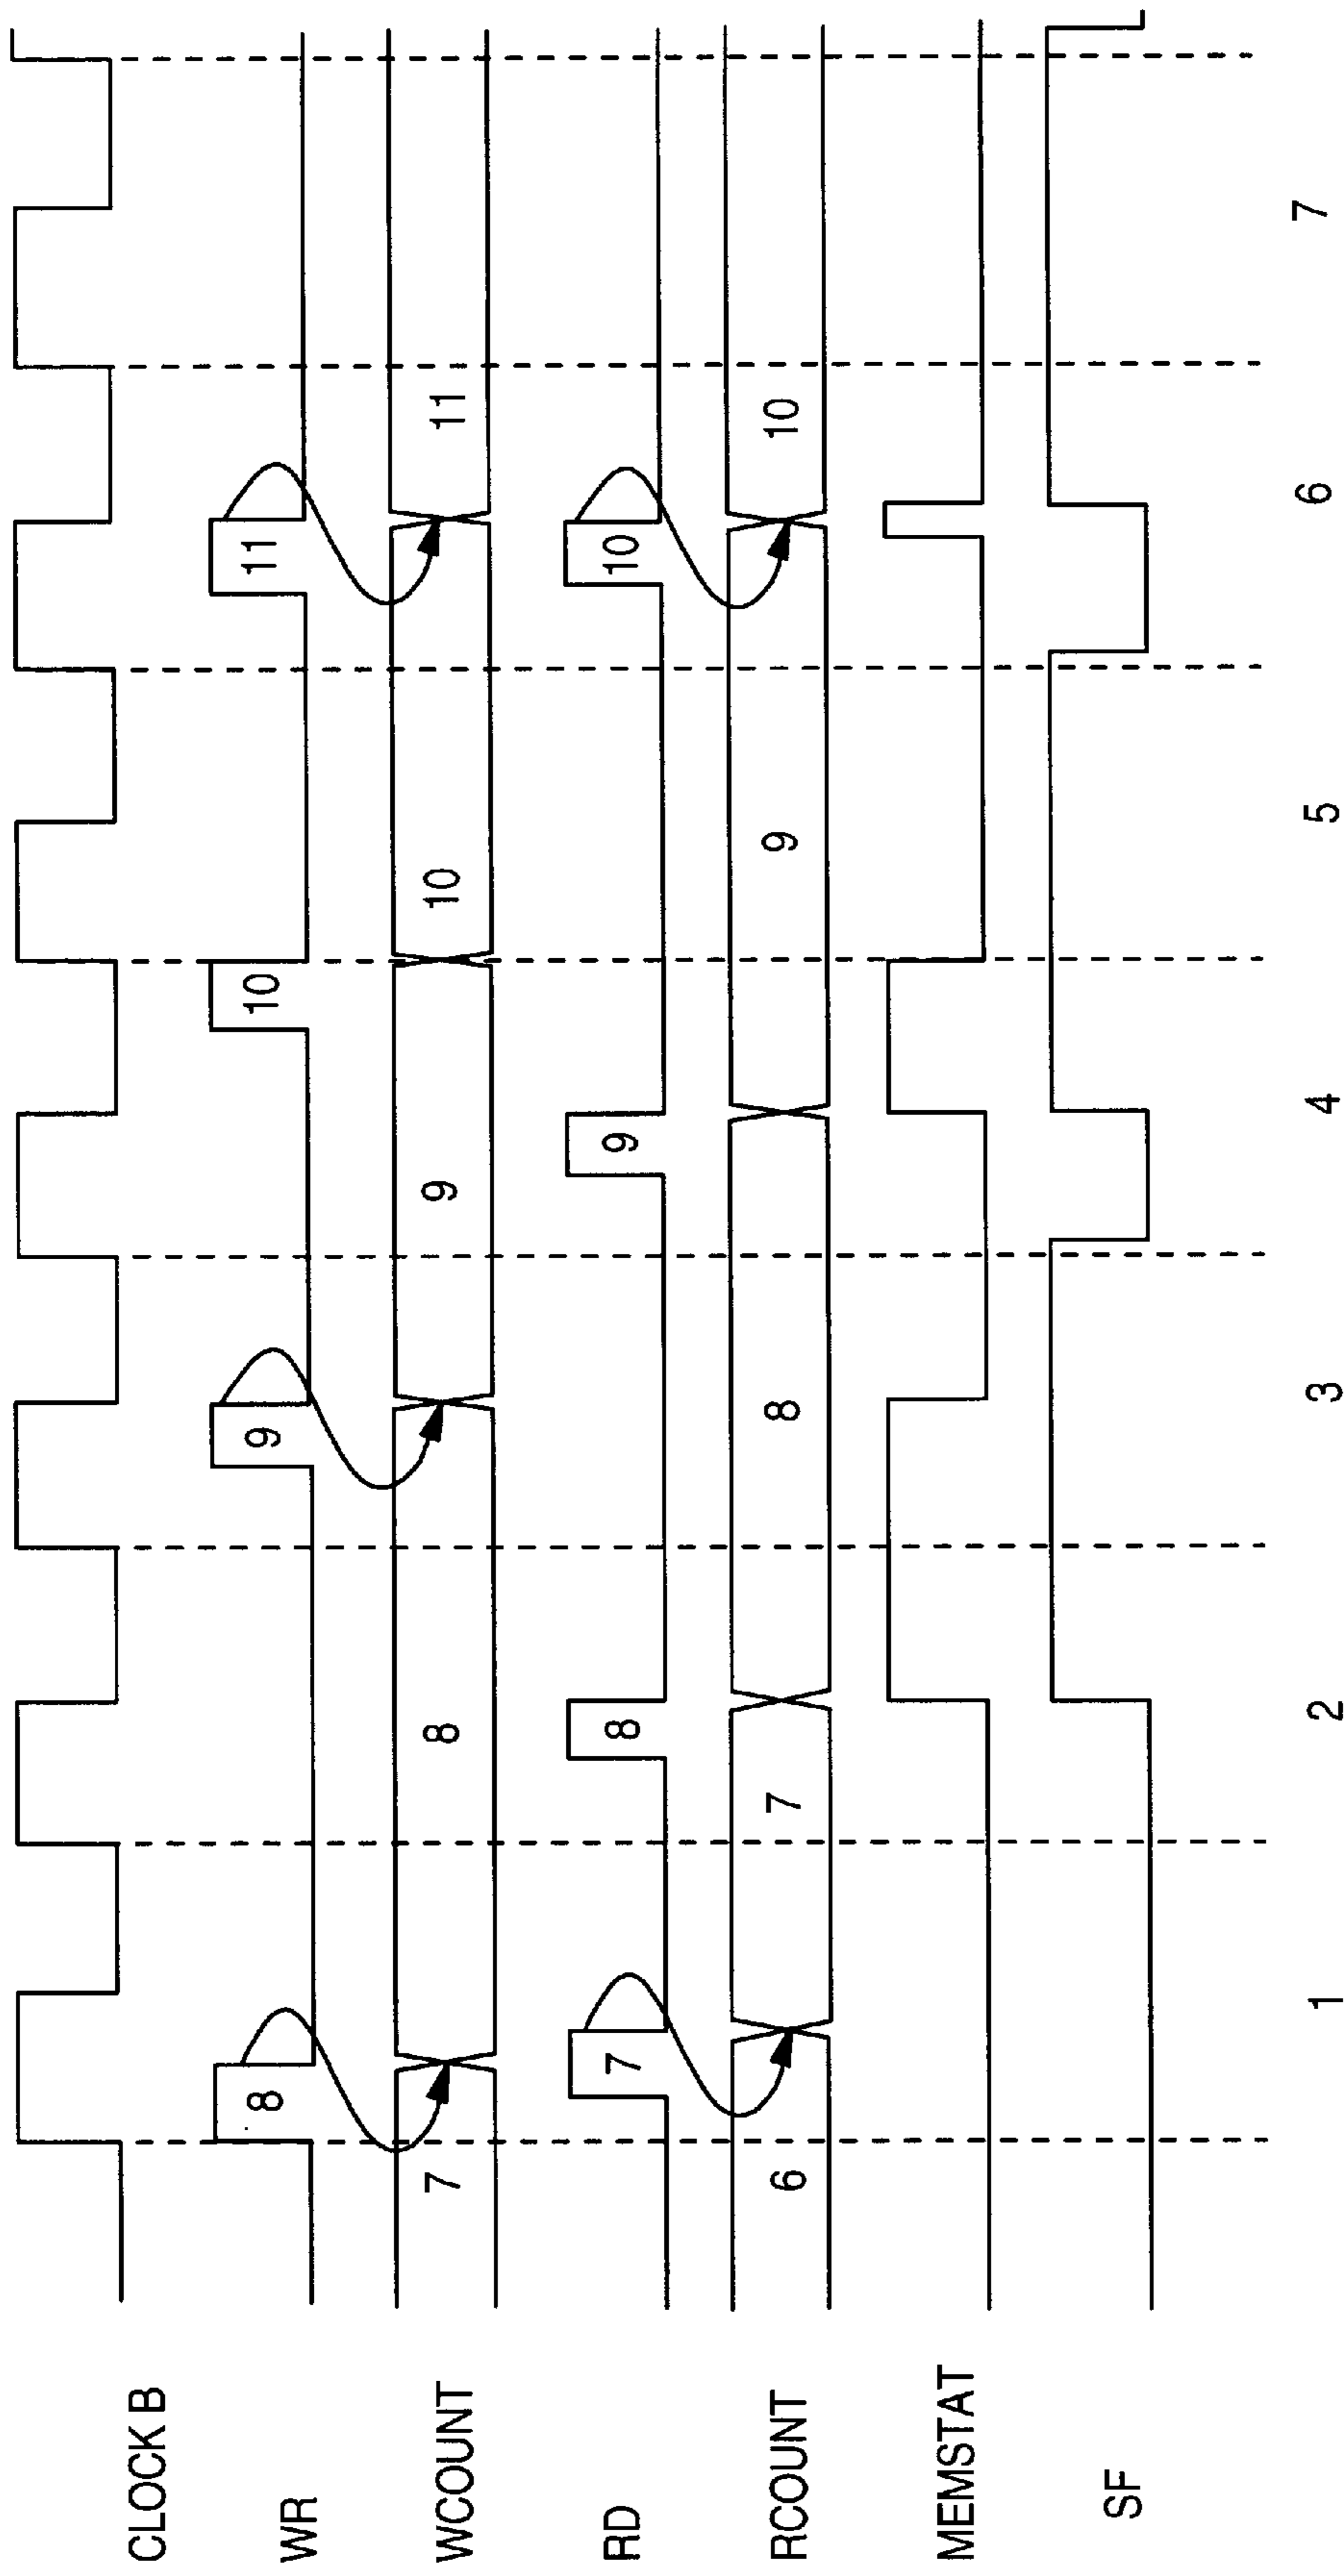 CLOCK B
WR 8 9 10 11
WCOUNT 7 8 9 10 11
RD 7 8 9 10
RCOUNT 6 7 8 9 10
MEMSTAT
SF
1 2 3 4 5 6 7